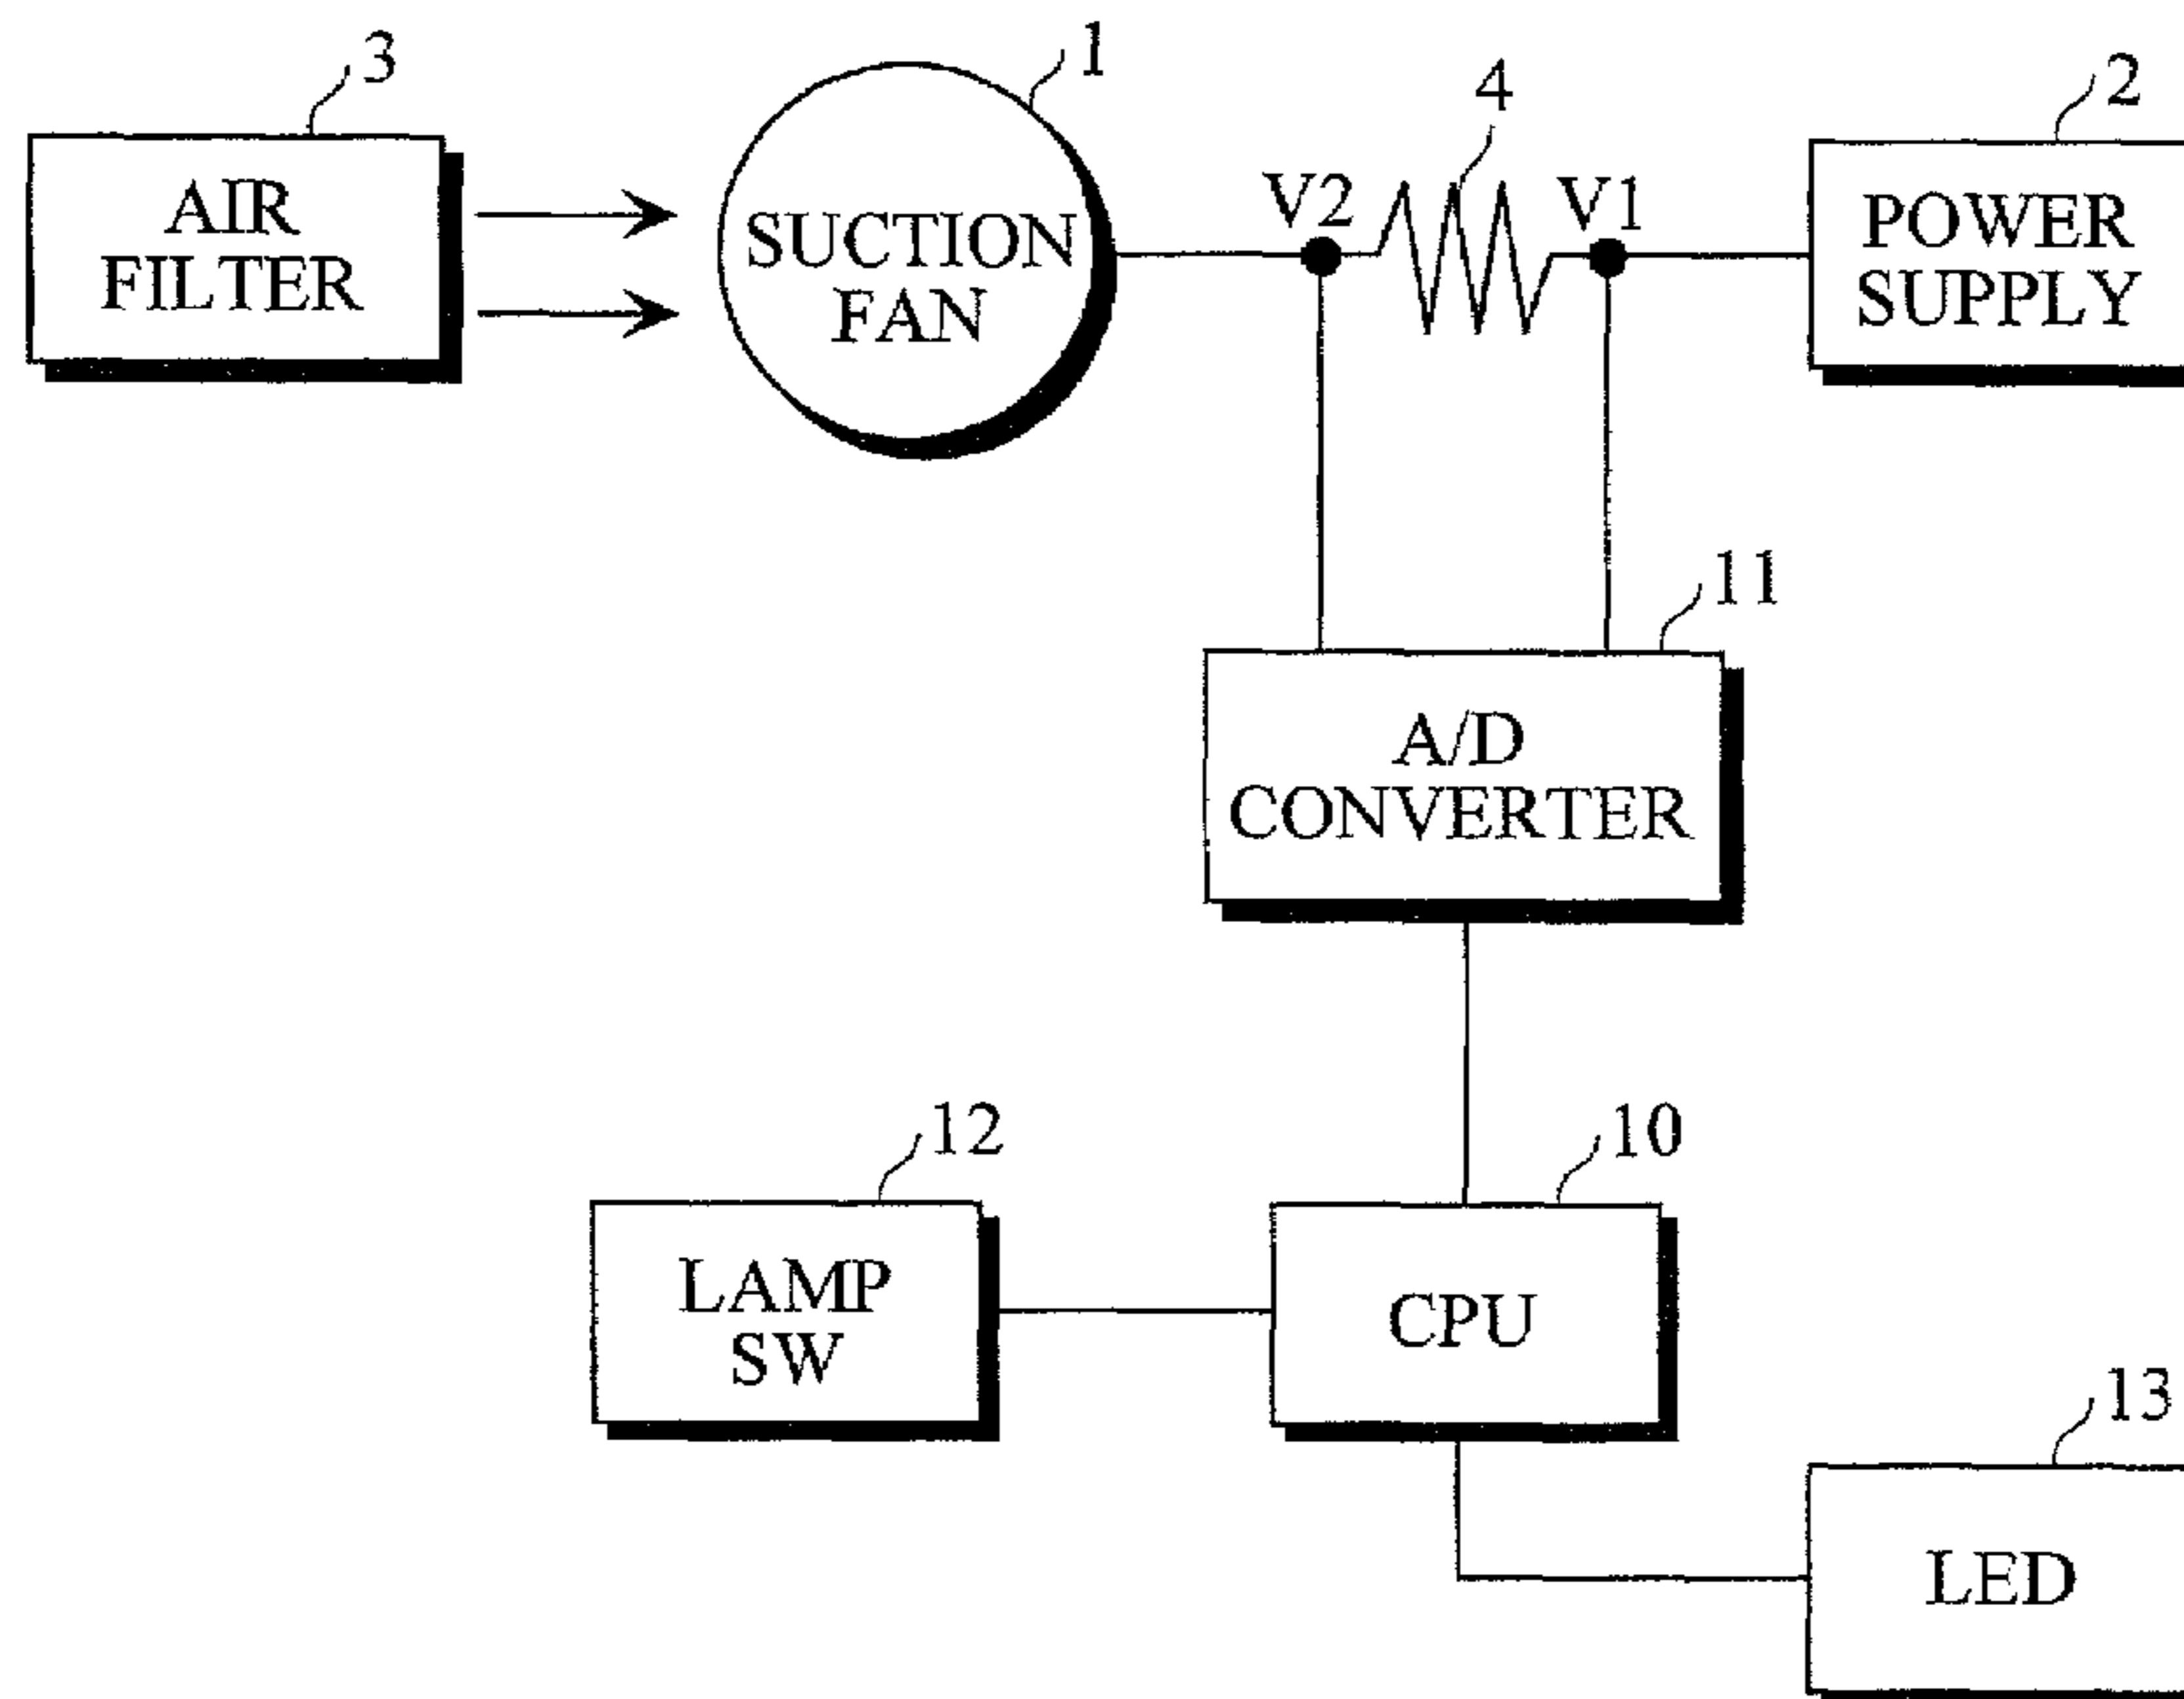 3
1
4
2
AIR
FILTER
SUCTION
FAN
V2
V1
POWER
SUPPLY
11
A/D
CONVERTER
12
10
LAMP
SW
CPU
13
LED